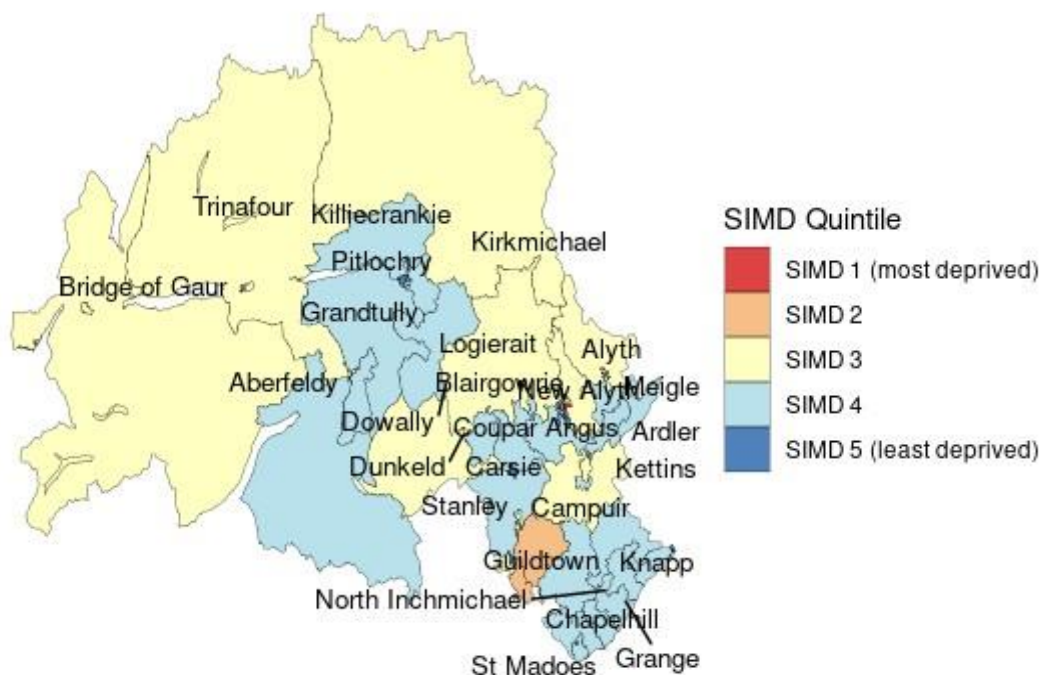 Trinafour
Killiecrankie
SIMD Quintile
Kirkmichael
SIMD 1 (most deprived)
Pitlochry
Bridge of Gaur
SIMD 2
Grandtully
Logierait
Alyth
SIMD 3
Aberfeldy
Blairgowrie
New Alyth
Meigle
SIMD 4
Dowally
Coupar Angus
Ardler
SIMD 5 (least deprived)
Dunkeld
Carsie
Kettins
Stanley
Campuir
Guildtown
Knapp
North Inchmichael
Chapelhill
St Madoes
Grange